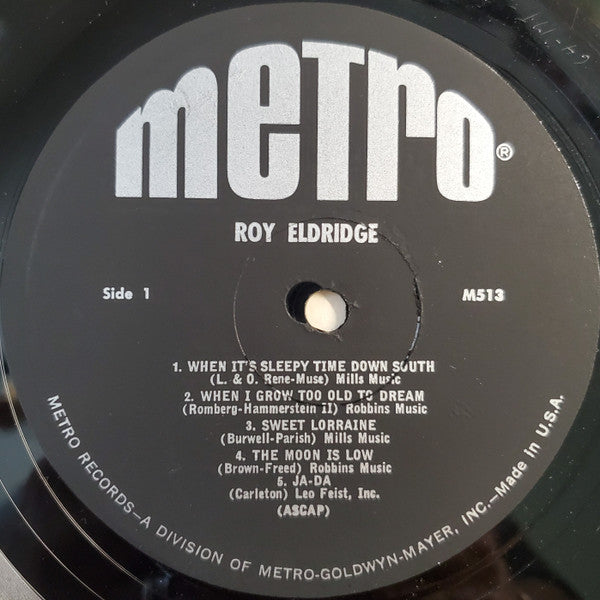 metro®
ROY ELDRIDGE
Side 1
M513
1. WHEN IT'S SLEEPY TIME DOWN SOUTH
(L. & O. Rene-Muse) Mills Music
2. WHEN I GROW TOO OLD TO DREAM
(Romberg-Hammerstein II) Robbins Music
3. SWEET LORRAINE
(Burwell-Parish) Mills Music
4. THE MOON IS LOW
(Brown-Freed) Robbins Music
5. JA-DA
(Carleton) Leo Feist, Inc.
(ASCAP)
METRO RECORDS—A DIVISION OF METRO-GOLDWYN-MAYER, INC.—Made in U.S.A.